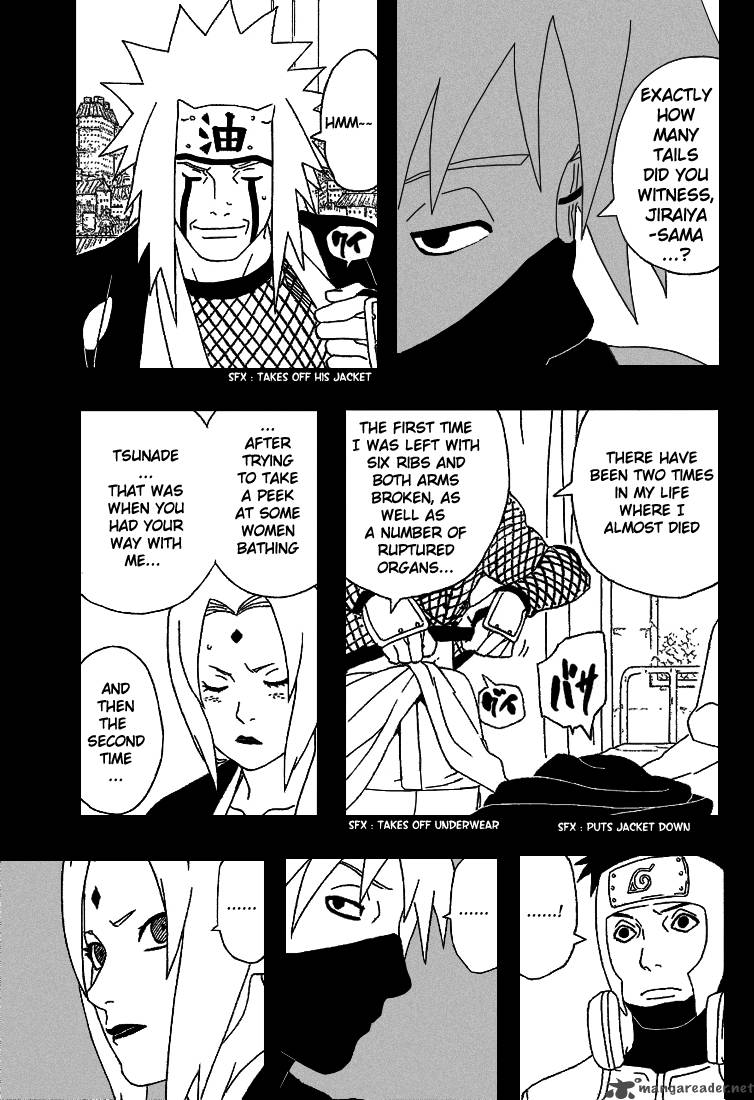 EXACTLY
HOW
MANY
TAILS
DID YOU
WITNESS,
JIRAIYA
-SAMA
...?
HMM~~
油
グイ
SFX : TAKES OFF HIS JACKET
THERE HAVE
BEEN TWO TIMES
IN MY LIFE
WHERE I
ALMOST DIED
THE FIRST TIME
I WAS LEFT WITH
SIX RIBS AND
BOTH ARMS
BROKEN, AS
WELL AS
A NUMBER OF
RUPTURED
ORGANS...
バサ
グイ
SFX : TAKES OFF UNDERWEAR
SFX : PUTS JACKET DOWN
...
AFTER
TRYING
TO TAKE
A PEEK
AT SOME
WOMEN
BATHING
TSUNADE
...
THAT WAS
WHEN YOU
HAD YOUR
WAY WITH
ME...
AND
THEN
THE
SECOND
TIME
...
.......!
.......
.......
mangareader.net